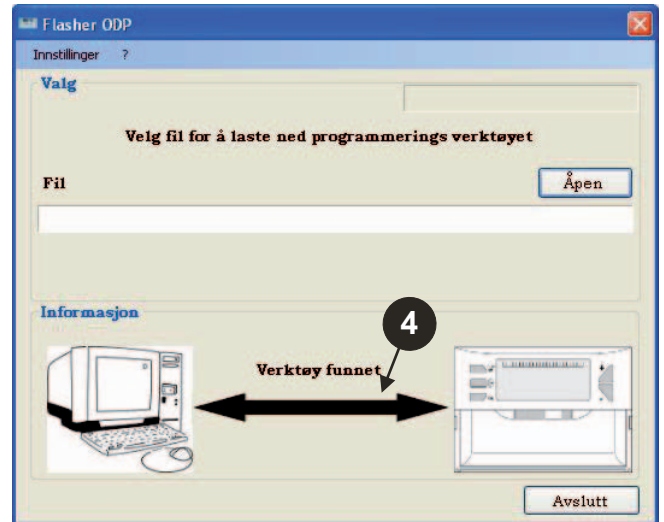 Flasher ODP
Innstillinger ?
Valg
Velg fil for å laste ned programmerings verktøyet
Fil
Åpen
Informasjon
4
Verktøy funnet
Avslutt